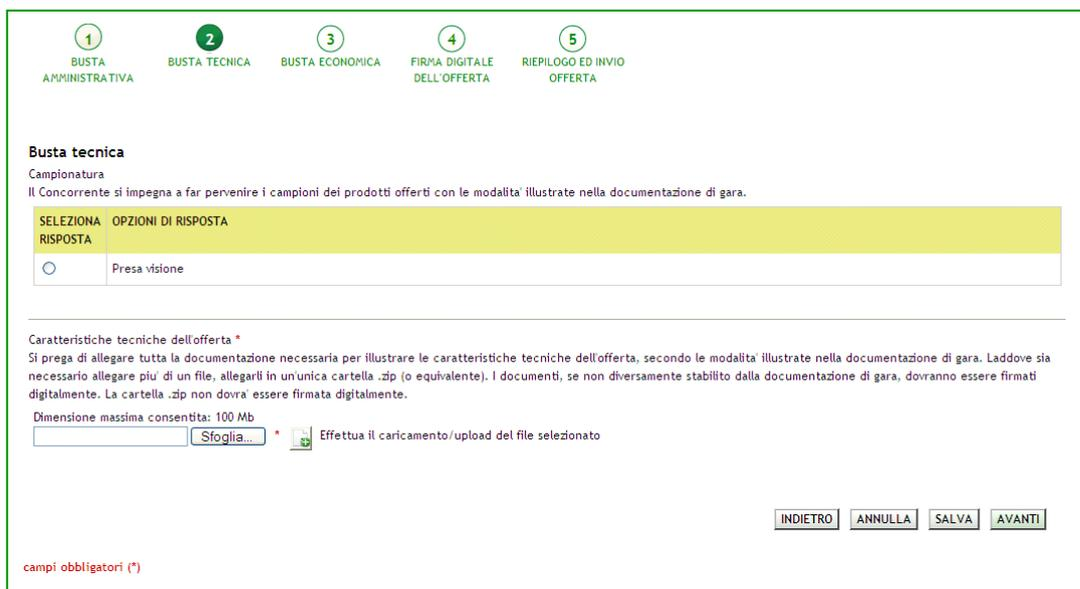 1 2 3 4 5
BUSTA AMMINISTRATIVA BUSTA TECNICA BUSTA ECONOMICA FIRMA DIGITALE DELL'OFFERTA RIEPILOGO ED INVIO OFFERTA
Busta tecnica
Campionatura
Il Concorrente si impegna a far pervenire i campioni dei prodotti offerti con le modalita' illustrate nella documentazione di gara.
SELEZIONA RISPOSTA OPZIONI DI RISPOSTA
Presa visione
Caratteristiche tecniche dell'offerta *
Si prega di allegare tutta la documentazione necessaria per illustrare le caratteristiche tecniche dell'offerta, secondo le modalita' illustrate nella documentazione di gara. Laddove sia
necessario allegare piu' di un file, allegarli in un'unica cartella .zip (o equivalente). I documenti, se non diversamente stabilito dalla documentazione di gara, dovranno essere firmati
digitalmente. La cartella .zip non dovra' essere firmata digitalmente.
Dimensione massima consentita: 100 Mb
Sfoglia... * Effettua il caricamento/upload del file selezionato
INDIETRO ANNULLA SALVA AVANTI
campi obbligatori (*)